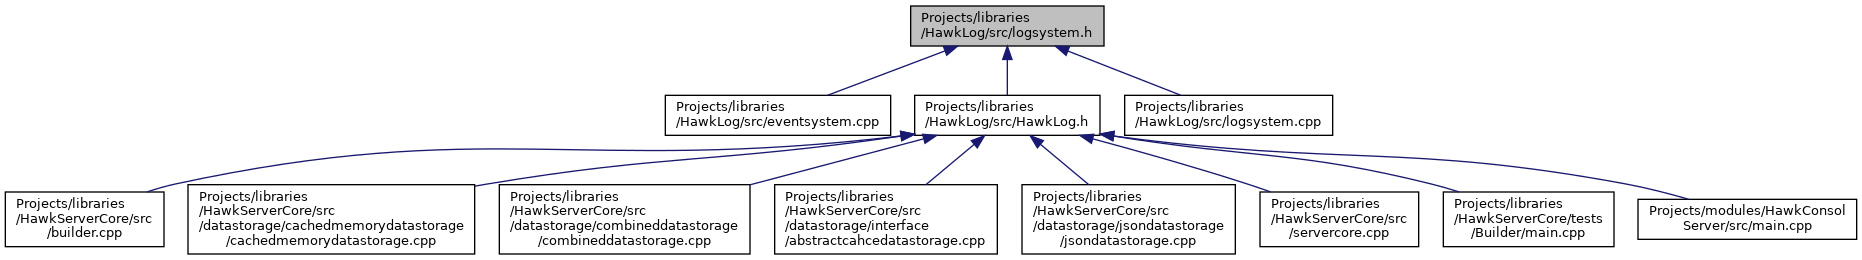 Projects/libraries
/HawkLog/src/logsystem.h
Projects/libraries
/HawkLog/src/eventsystem.cpp
Projects/libraries
/HawkLog/src/HawkLog.h
Projects/libraries
/HawkLog/src/logsystem.cpp
Projects/libraries
/HawkServerCore/src
/builder.cpp
Projects/libraries
/HawkServerCore/src
/datastorage/cachedmemorydatastorage
/cachedmemorydatastorage.cpp
Projects/libraries
/HawkServerCore/src
/datastorage/combineddatastorage
/combineddatastorage.cpp
Projects/libraries
/HawkServerCore/src
/datastorage/interface
/abstractcahcedatastorage.cpp
Projects/libraries
/HawkServerCore/src
/datastorage/jsondatastorage
/jsondatastorage.cpp
Projects/libraries
/HawkServerCore/src
/servercore.cpp
Projects/libraries
/HawkServerCore/tests
/Builder/main.cpp
Projects/modules/HawkConsol
Server/src/main.cpp